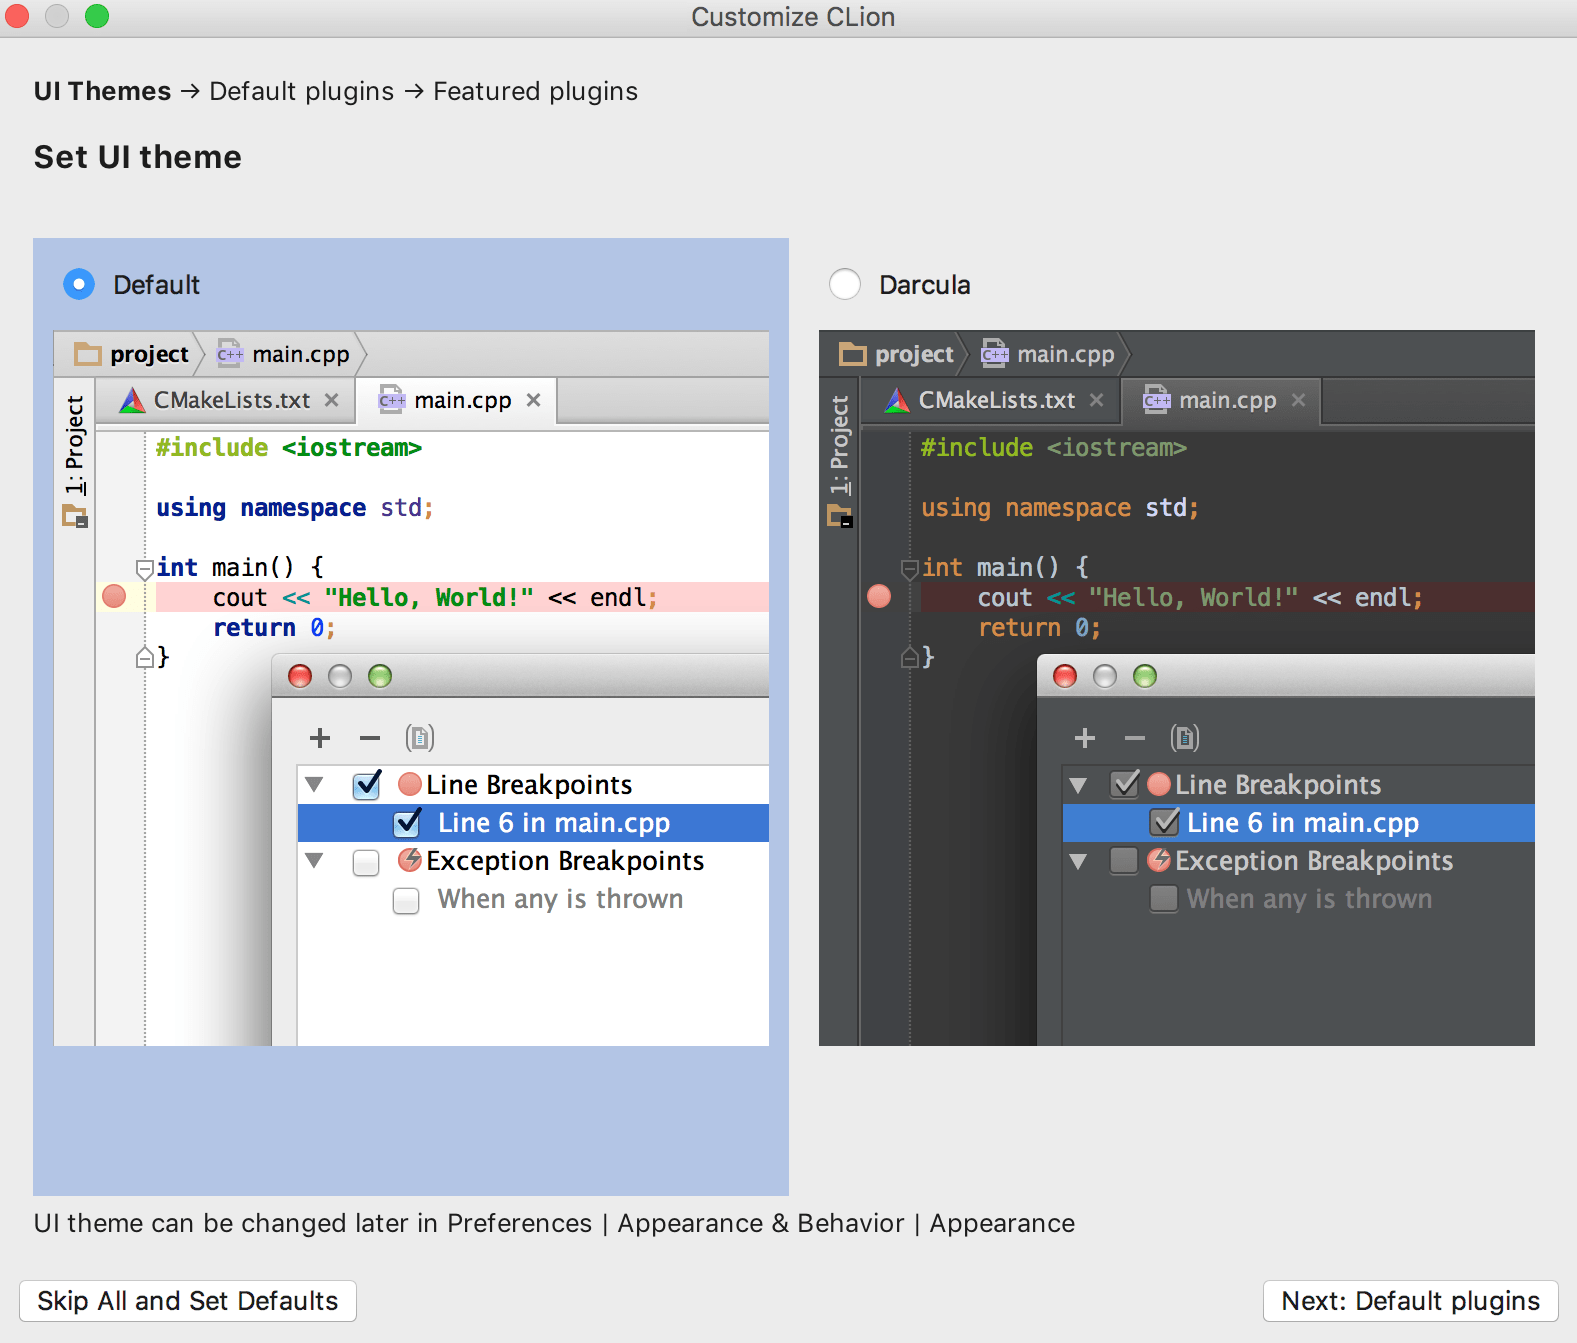 Customize CLion
UI Themes → Default plugins → Featured plugins
Set UI theme
Default
project
main.cpp
CMakeLists.txt
main.cpp
1: Project
#include <iostream>
using namespace std;
int main() {
cout << "Hello, World!" << endl;
return 0;
}
Line Breakpoints
Line 6 in main.cpp
Exception Breakpoints
When any is thrown
Darcula
project
main.cpp
CMakeLists.txt
main.cpp
1: Project
#include <iostream>
using namespace std;
int main() {
cout << "Hello, World!" << endl;
return 0;
}
Line Breakpoints
Line 6 in main.cpp
Exception Breakpoints
When any is thrown
UI theme can be changed later in Preferences | Appearance & Behavior | Appearance
Skip All and Set Defaults
Next: Default plugins